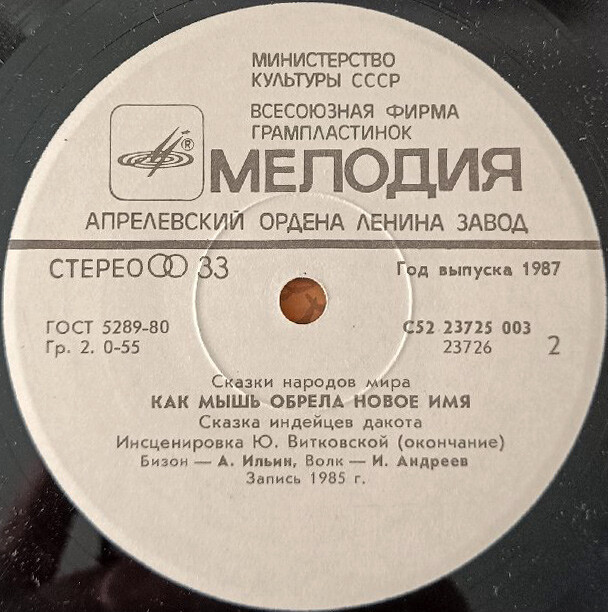 МИНИСТЕРСТВО
КУЛЬТУРЫ СССР
ВСЕСОЮЗНАЯ ФИРМА
ГРАМПЛАСТИНОК
®
МЕЛОДИЯ
АПРЕЛЕВСКИЙ ОРДЕНА ЛЕНИНА ЗАВОД
СТЕРЕО 33
Год выпуска 1987
ГОСТ 5289-80
Гр. 2. 0-55
С52 23725 003
23726 2
Сказки народов мира
КАК МЫШЬ ОБРЕЛА НОВОЕ ИМЯ
Сказка индейцев дакота
Инсценировка Ю. Витковской (окончание)
Бизон — А. Ильин, Волк — И. Андреев
Запись 1985 г.